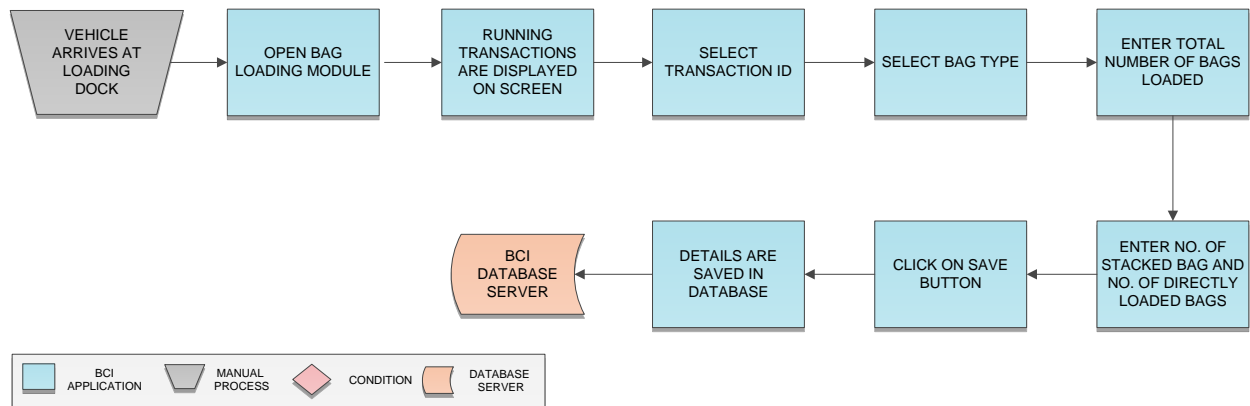 VEHICLE
ARRIVES AT
LOADING
DOCK
OPEN BAG
LOADING MODULE
RUNNING
TRANSACTIONS
ARE DISPLAYED
ON SCREEN
SELECT
TRANSACTION ID
SELECT BAG TYPE
ENTER TOTAL
NUMBER OF BAGS
LOADED
ENTER NO. OF
STACKED BAG AND
NO. OF DIRECTLY
LOADED BAGS
CLICK ON SAVE
BUTTON
DETAILS ARE
SAVED IN
DATABASE
BCI
DATABASE
SERVER
BCI
APPLICATION
MANUAL
PROCESS
CONDITION
DATABASE
SERVER